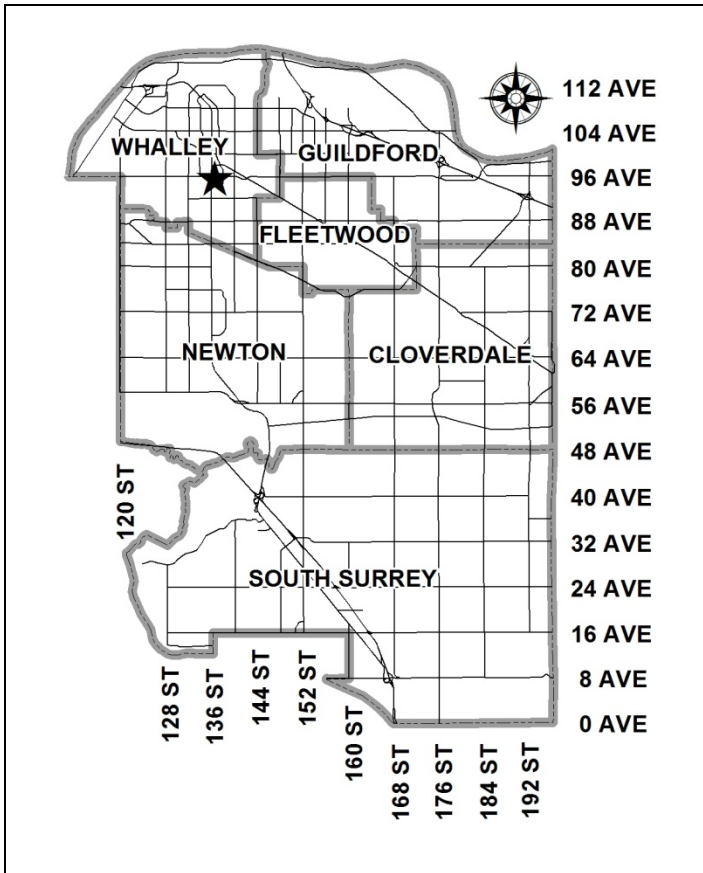 112 AVE
104 AVE
WHALLEY
GUILDFORD
96 AVE
88 AVE
FLEETWOOD
80 AVE
72 AVE
NEWTON
CLOVERDALE
64 AVE
56 AVE
48 AVE
120 ST
40 AVE
32 AVE
SOUTH SURREY
24 AVE
16 AVE
8 AVE
0 AVE
128 ST
136 ST
144 ST
152 ST
160 ST
168 ST
176 ST
184 ST
192 ST